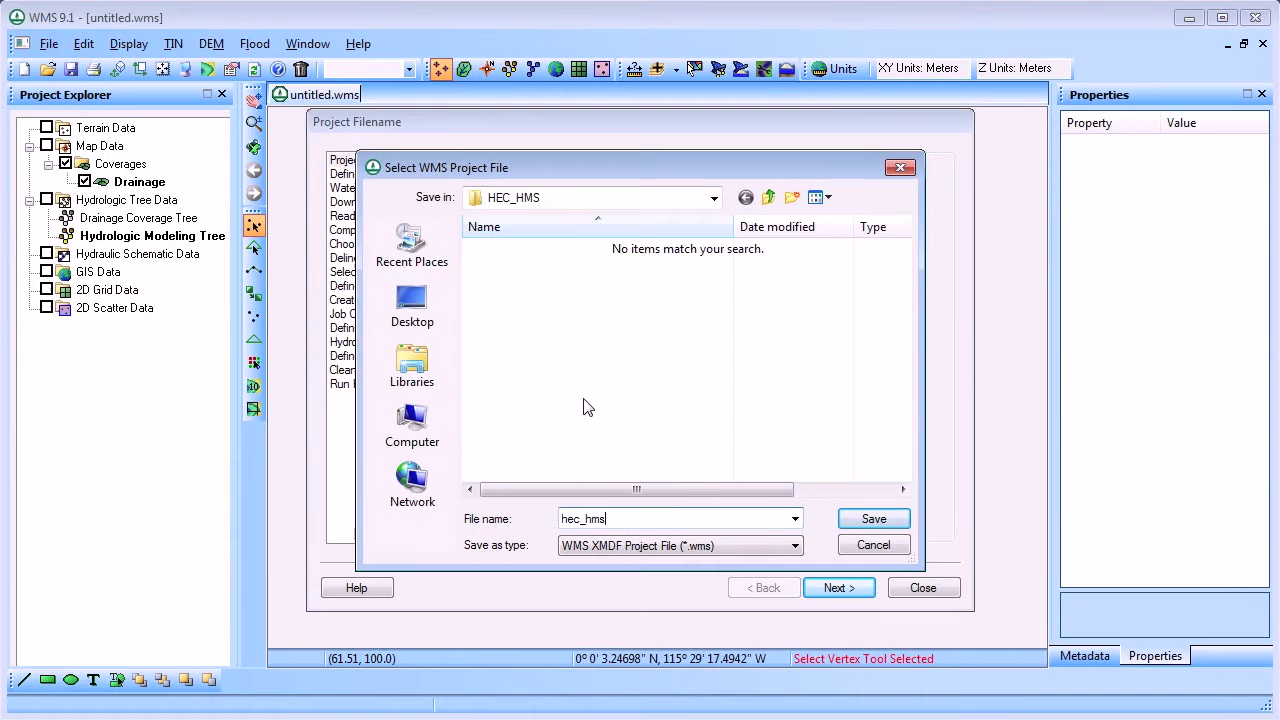 WMS 9.1 - [untitled.wms]
File Edit Display TIN DEM Flood Window Help
Units XY Units: Meters Z Units: Meters
Project Explorer
Terrain Data
Map Data
Coverages
Drainage
Hydrologic Tree Data
Drainage Coverage Tree
Hydrologic Modeling Tree
Hydraulic Schematic Data
GIS Data
2D Grid Data
2D Scatter Data
untitled.wms
Project Filename
Select WMS Project File
Save in: HEC_HMS
Name Date modified Type
No items match your search.
Recent Places
Desktop
Libraries
Computer
Network
File name: hec_hms
Save as type: WMS XMDF Project File (*.wms)
Save
Cancel
Help < Back Next > Close
(61.51, 100.0) 0º 0' 3.24698" N, 115º 29' 17.4942" W Select Vertex Tool Selected
Properties
Property Value
Metadata Properties